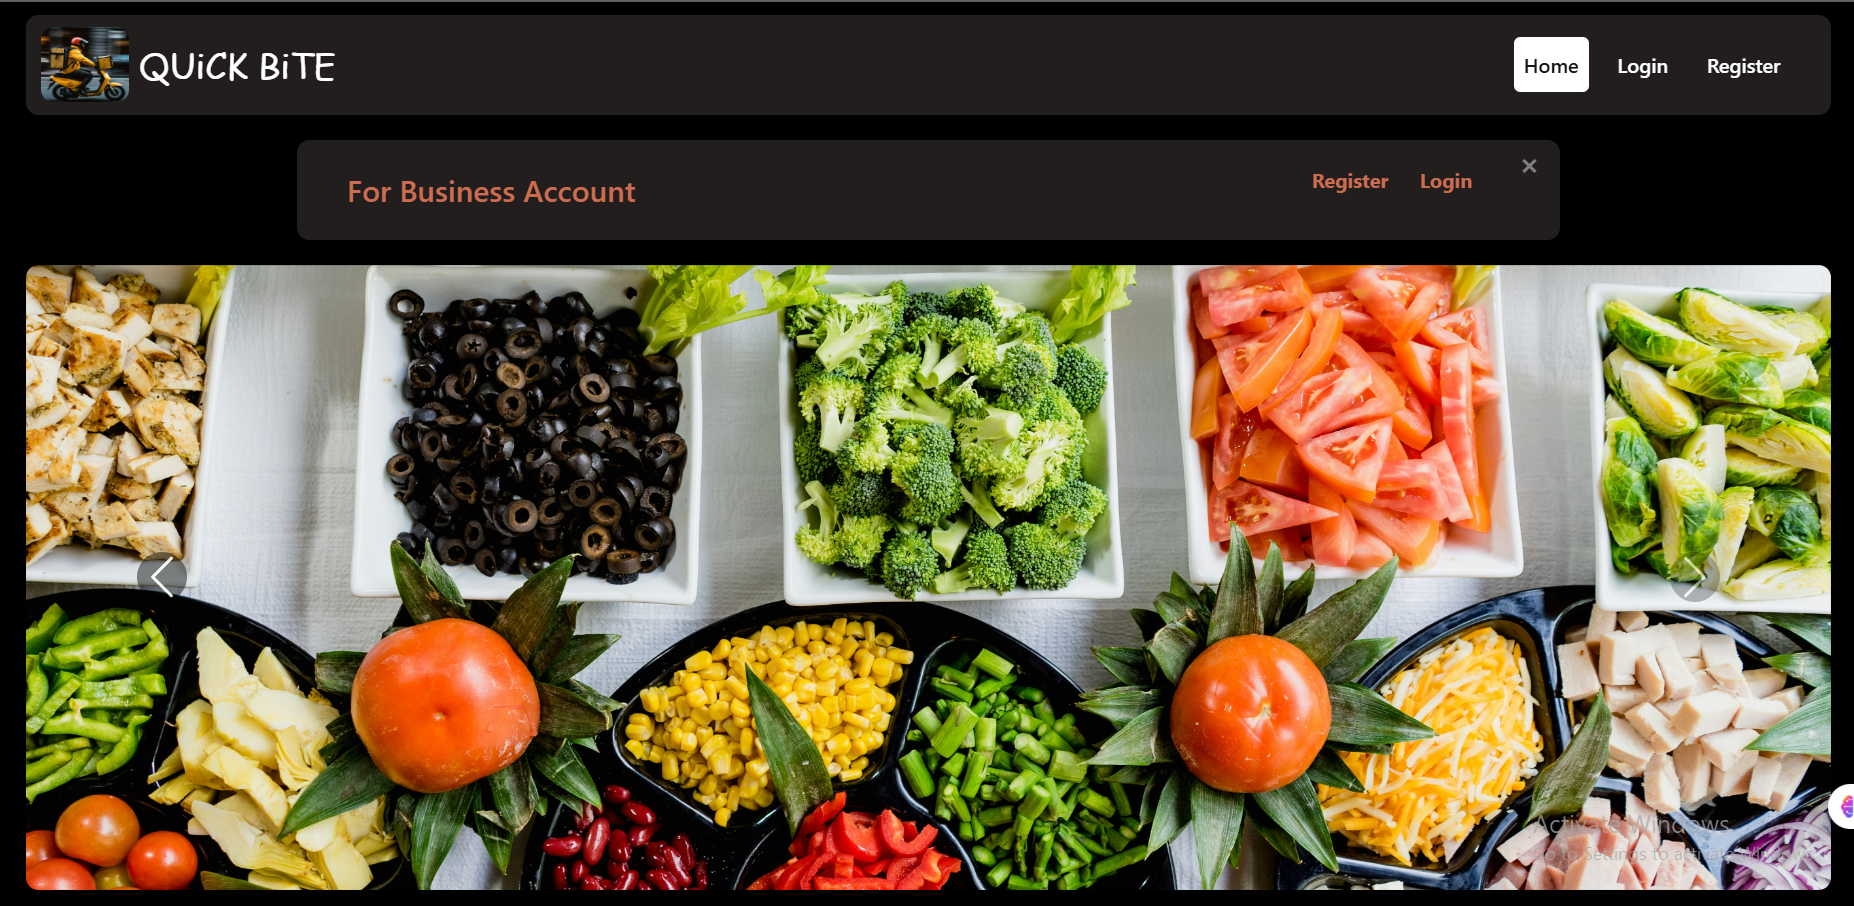 QUiCK BiTE
Home Login Register
For Business Account
Register Login
Activate Windows
Go to Settings to activate Windows.